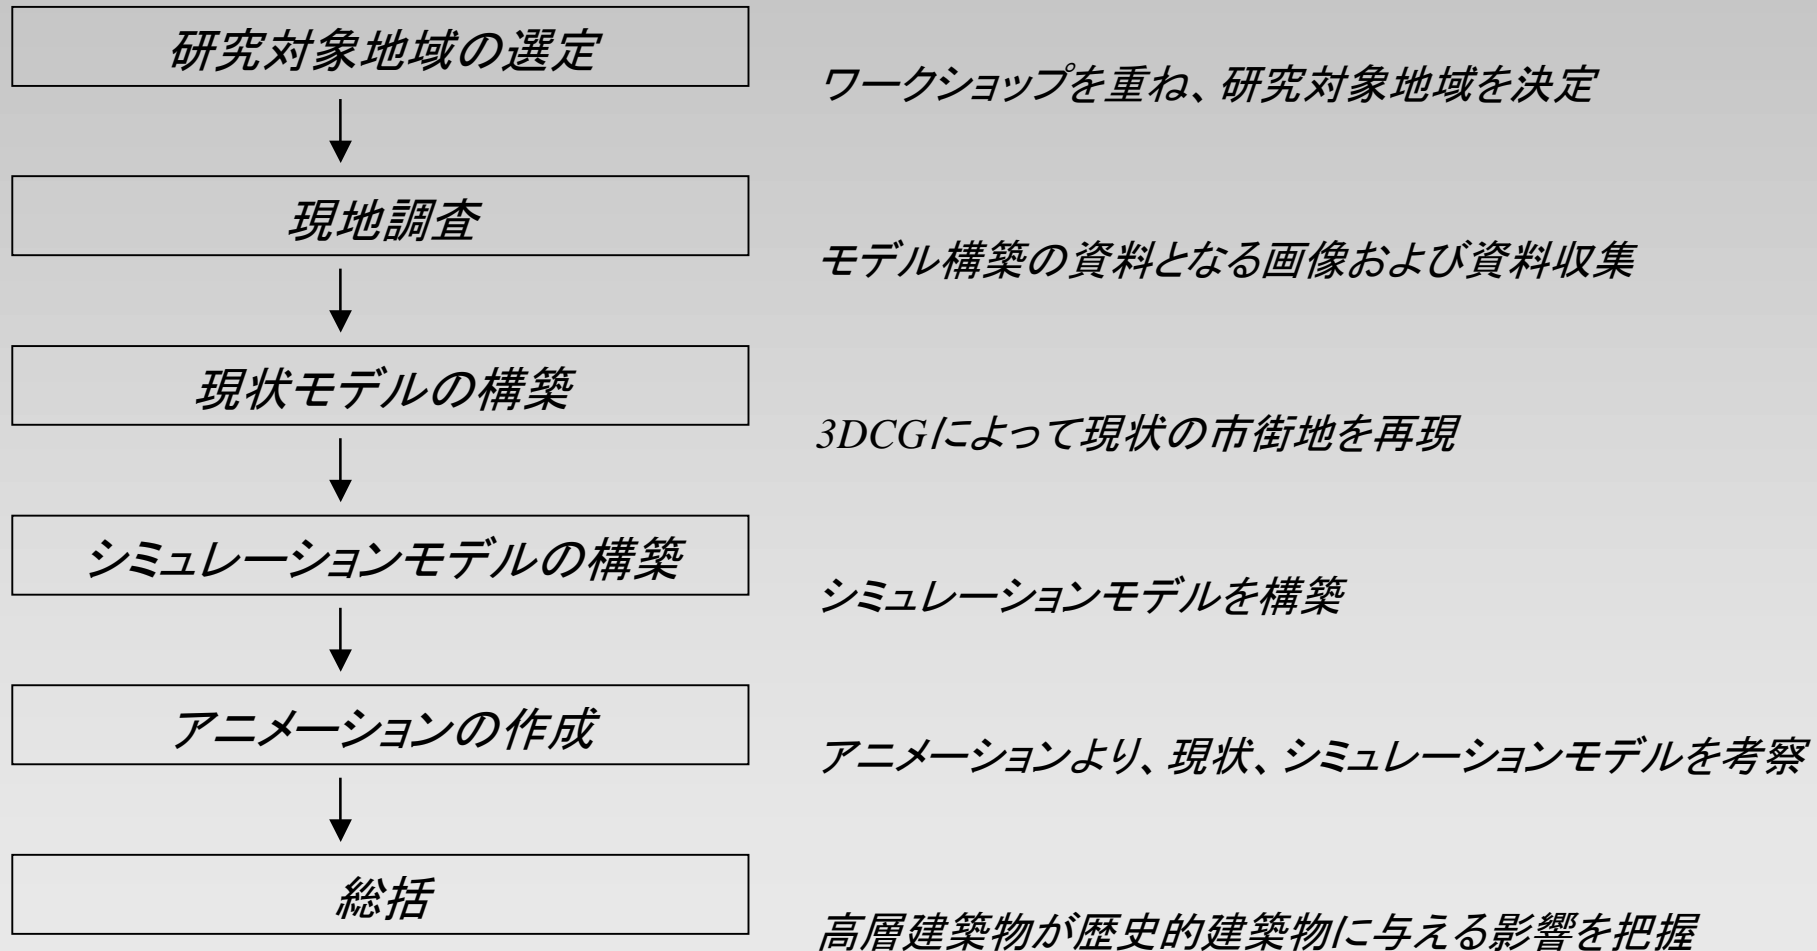 研究対象地域の選定
ワークショップを重ね、研究対象地域を決定
現地調査
モデル構築の資料となる画像および資料収集
現状モデルの構築
3DCGによって現状の市街地を再現
シミュレーションモデルの構築
シミュレーションモデルを構築
アニメーションの作成
アニメーションより、現状、シミュレーションモデルを考察
総括
高層建築物が歴史的建築物に与える影響を把握